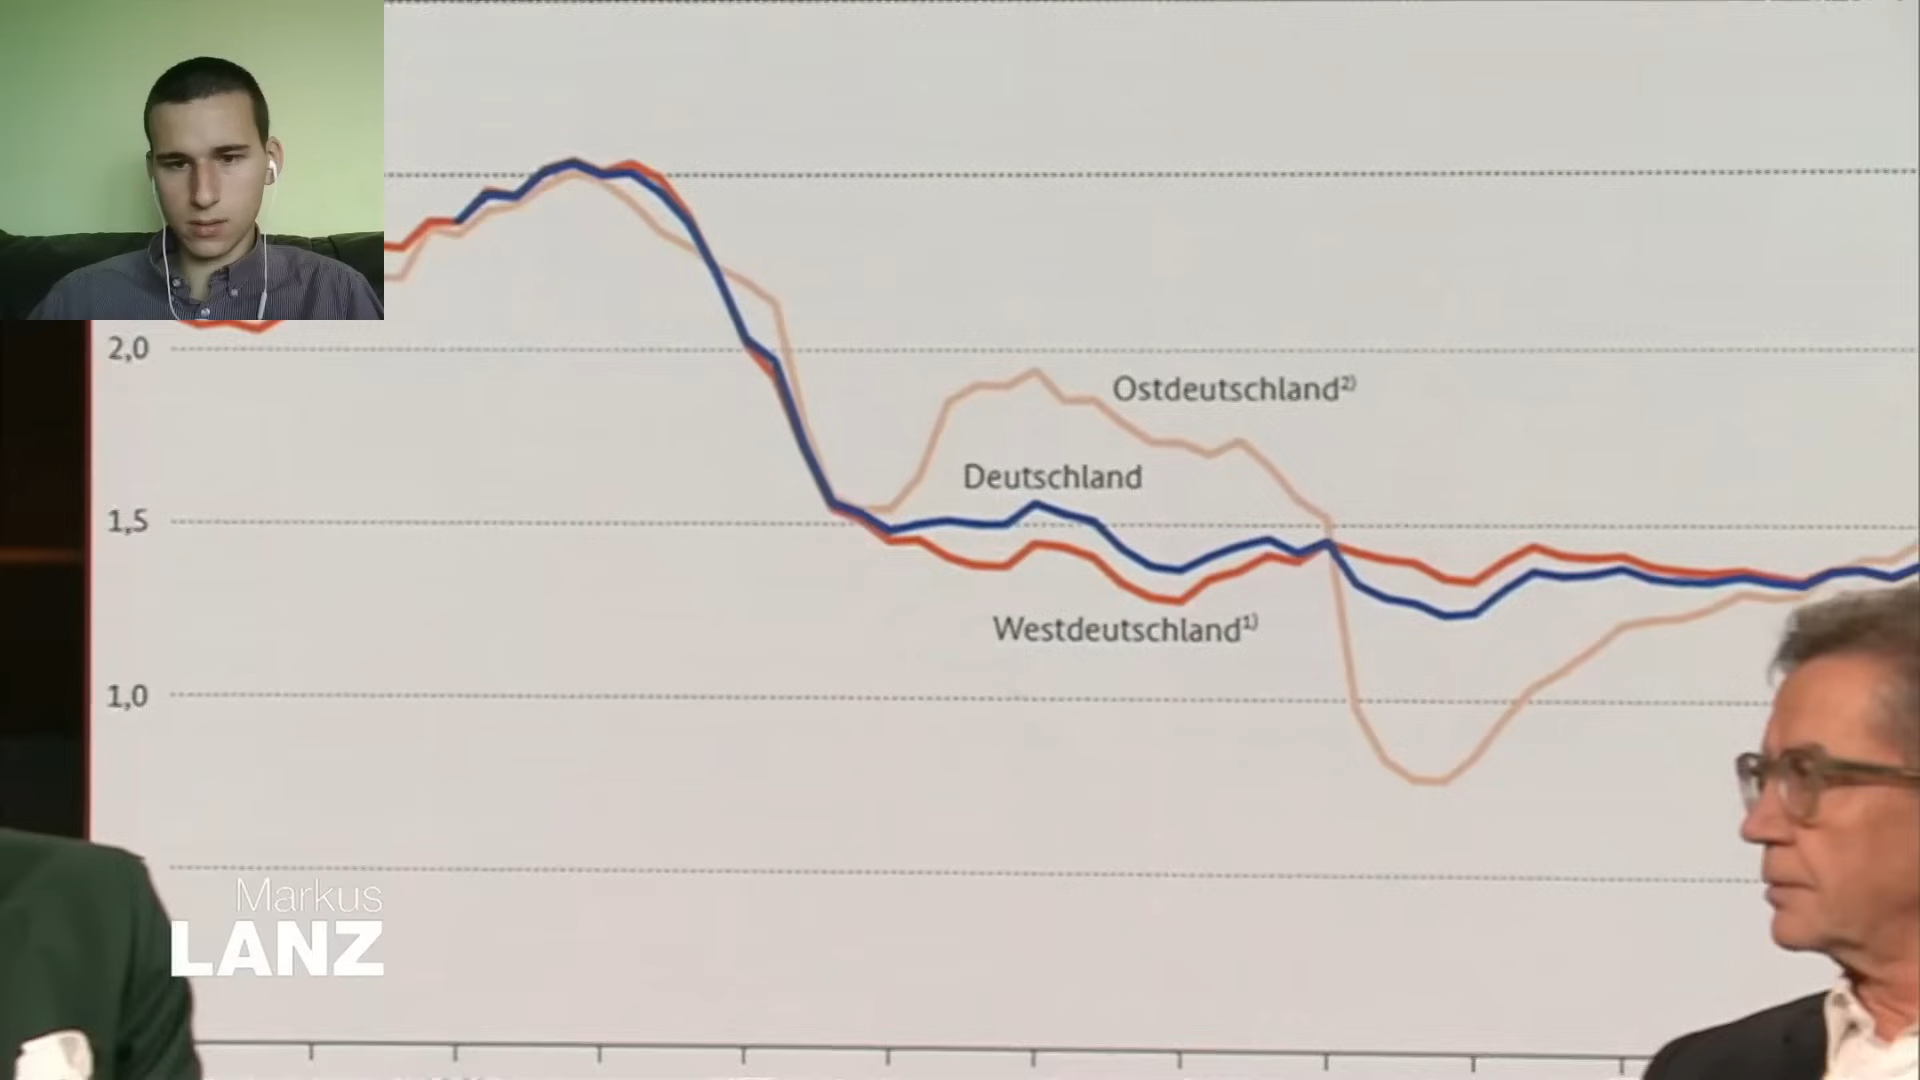 2,0
Ostdeutschland²⁾
Deutschland
1,5
Westdeutschland¹⁾
1,0
Markus
LANZ